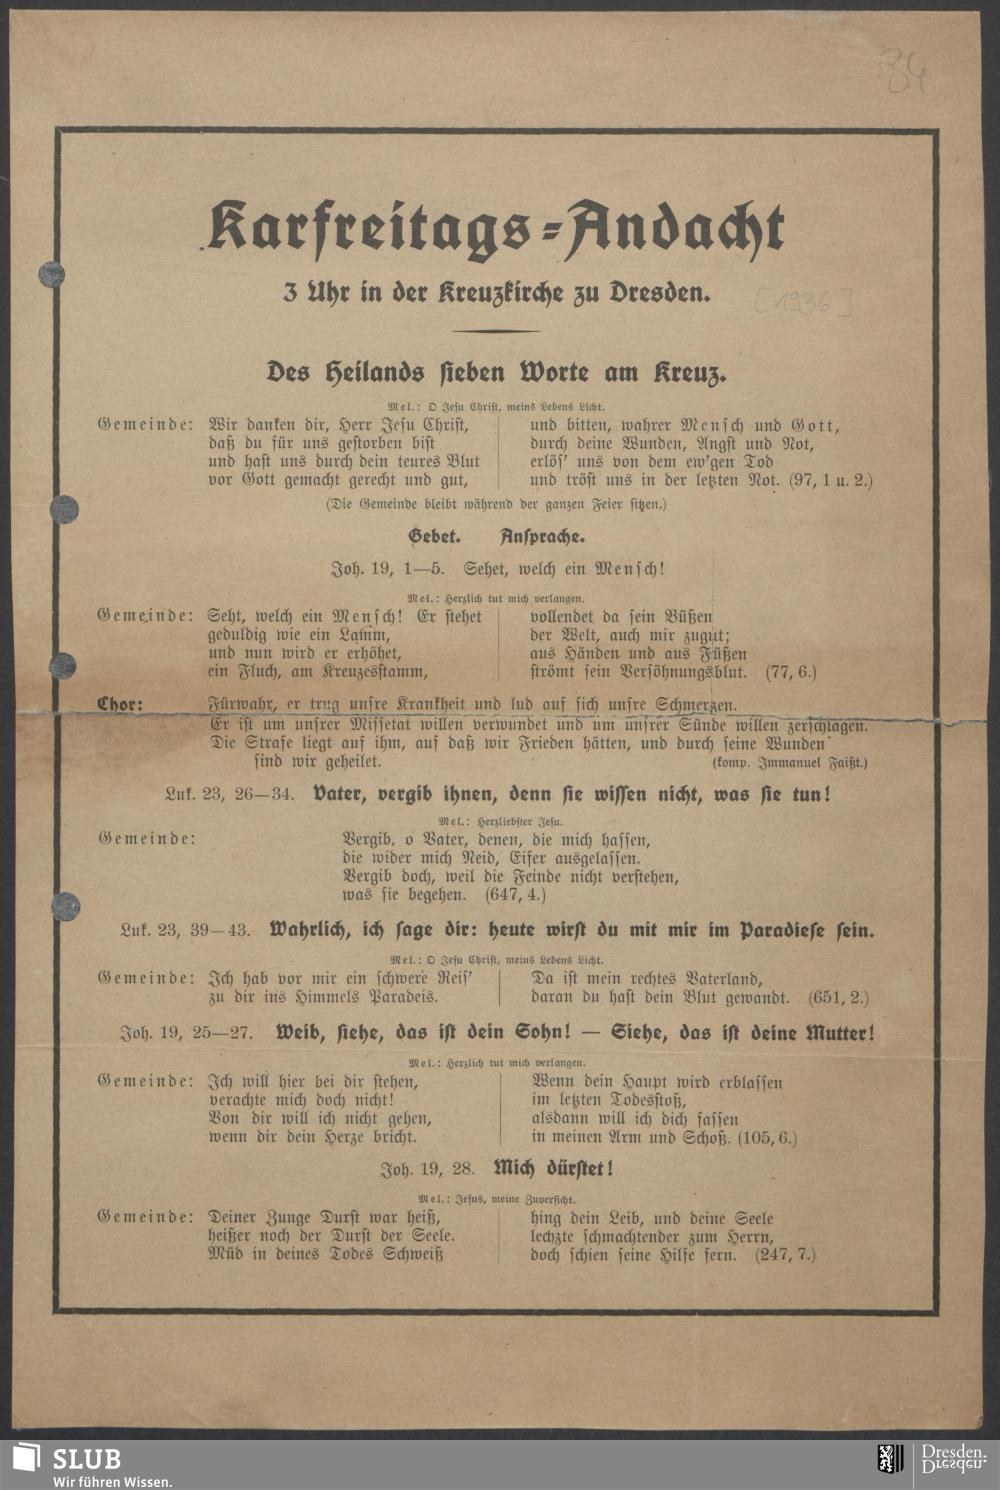 34
Karfreitags-Andacht
3 Uhr in der Kreuzkirche zu Dresden.
[1936]
Des Heilands sieben Worte am Kreuz.
Mel.: O Jesu Christ, meins Lebens Licht.
Gemeinde: Wir danken dir, Herr Jesu Christ,
daß du für uns gestorben bist
und hast uns durch dein teures Blut
vor Gott gemacht gerecht und gut,
und bitten, wahrer Mensch und Gott,
durch deine Wunden, Angst und Not,
erlös' uns von dem ew'gen Tod
und tröst uns in der letzten Not. (97, 1 u. 2.)
(Die Gemeinde bleibt während der ganzen Feier sitzen.)
Gebet. Ansprache.
Joh. 19, 1—5. Sehet, welch ein Mensch!
Mel.: Herzlich tut mich verlangen.
Gemeinde: Seht, welch ein Mensch! Er stehet
geduldig wie ein Lamm,
und nun wird er erhöhet,
ein Fluch, am Kreuzesstamm,
vollendet da sein Büßen
der Welt, auch mir zugut;
aus Händen und aus Füßen
strömt sein Versöhnungsblut. (77, 6.)
Chor: Fürwahr, er trug unsre Krankheit und lud auf sich unsre Schmerzen.
Er ist um unsrer Missetat willen verwundet und um unsrer Sünde willen zerschlagen.
Die Strafe liegt auf ihm, auf daß wir Frieden hätten, und durch seine Wunden
sind wir geheilet. (komp. Immanuel Faißt.)
Luk. 23, 26—34. Vater, vergib ihnen, denn sie wissen nicht, was sie tun!
Mel.: Herzliebster Jesu.
Gemeinde: Vergib, o Vater, denen, die mich hassen,
die wider mich Neid, Eifer ausgelassen.
Vergib doch, weil die Feinde nicht verstehen,
was sie begehen. (647, 4.)
Luk. 23, 39—43. Wahrlich, ich sage dir: heute wirst du mit mir im Paradiese sein.
Mel.: O Jesu Christ, meins Lebens Licht.
Gemeinde: Ich hab vor mir ein schwere Reis'
zu dir ins Himmels Paradeis.
Da ist mein rechtes Vaterland,
daran du hast dein Blut gewandt. (651, 2.)
Joh. 19, 25—27. Weib, siehe, das ist dein Sohn! — Siehe, das ist deine Mutter!
Mel.: Herzlich tut mich verlangen.
Gemeinde: Ich will hier bei dir stehen,
verachte mich doch nicht!
Von dir will ich nicht gehen,
wenn dir dein Herze bricht.
Wenn dein Haupt wird erblassen
im letzten Todesstoß,
alsdann will ich dich fassen
in meinen Arm und Schoß. (105, 6.)
Joh. 19, 28. Mich dürstet!
Mel.: Jesus, meine Zuversicht.
Gemeinde: Deiner Zunge Durst war heiß,
heißer noch der Durst der Seele.
Müd in deines Todes Schweiß
hing dein Leib, und deine Seele
lechzte schmachtender zum Herrn,
doch schien seine Hilfe fern. (247, 7.)
SLUB
Wir führen Wissen.
Dresden.
Dresden.